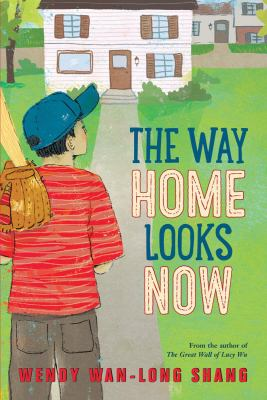 THE WAY
HOME
LOOKS
NOW
From the author of
The Great Wall of Lucy Wu
WENDY WAN-LONG SHANG